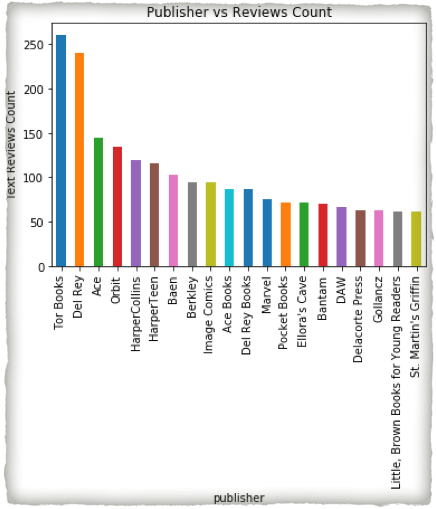 Publisher vs Reviews Count
Text Reviews Count
250
200
150
100
50
0
Tor Books
Del Rey
Ace
Orbit
HarperCollins
HarperTeen
Baen
Berkley
Image Comics
Ace Books
Del Rey Books
Marvel
Pocket Books
Ellora's Cave
Bantam
DAW
Delacorte Press
Gollancz
Little, Brown Books for Young Readers
St. Martin's Griffin
publisher